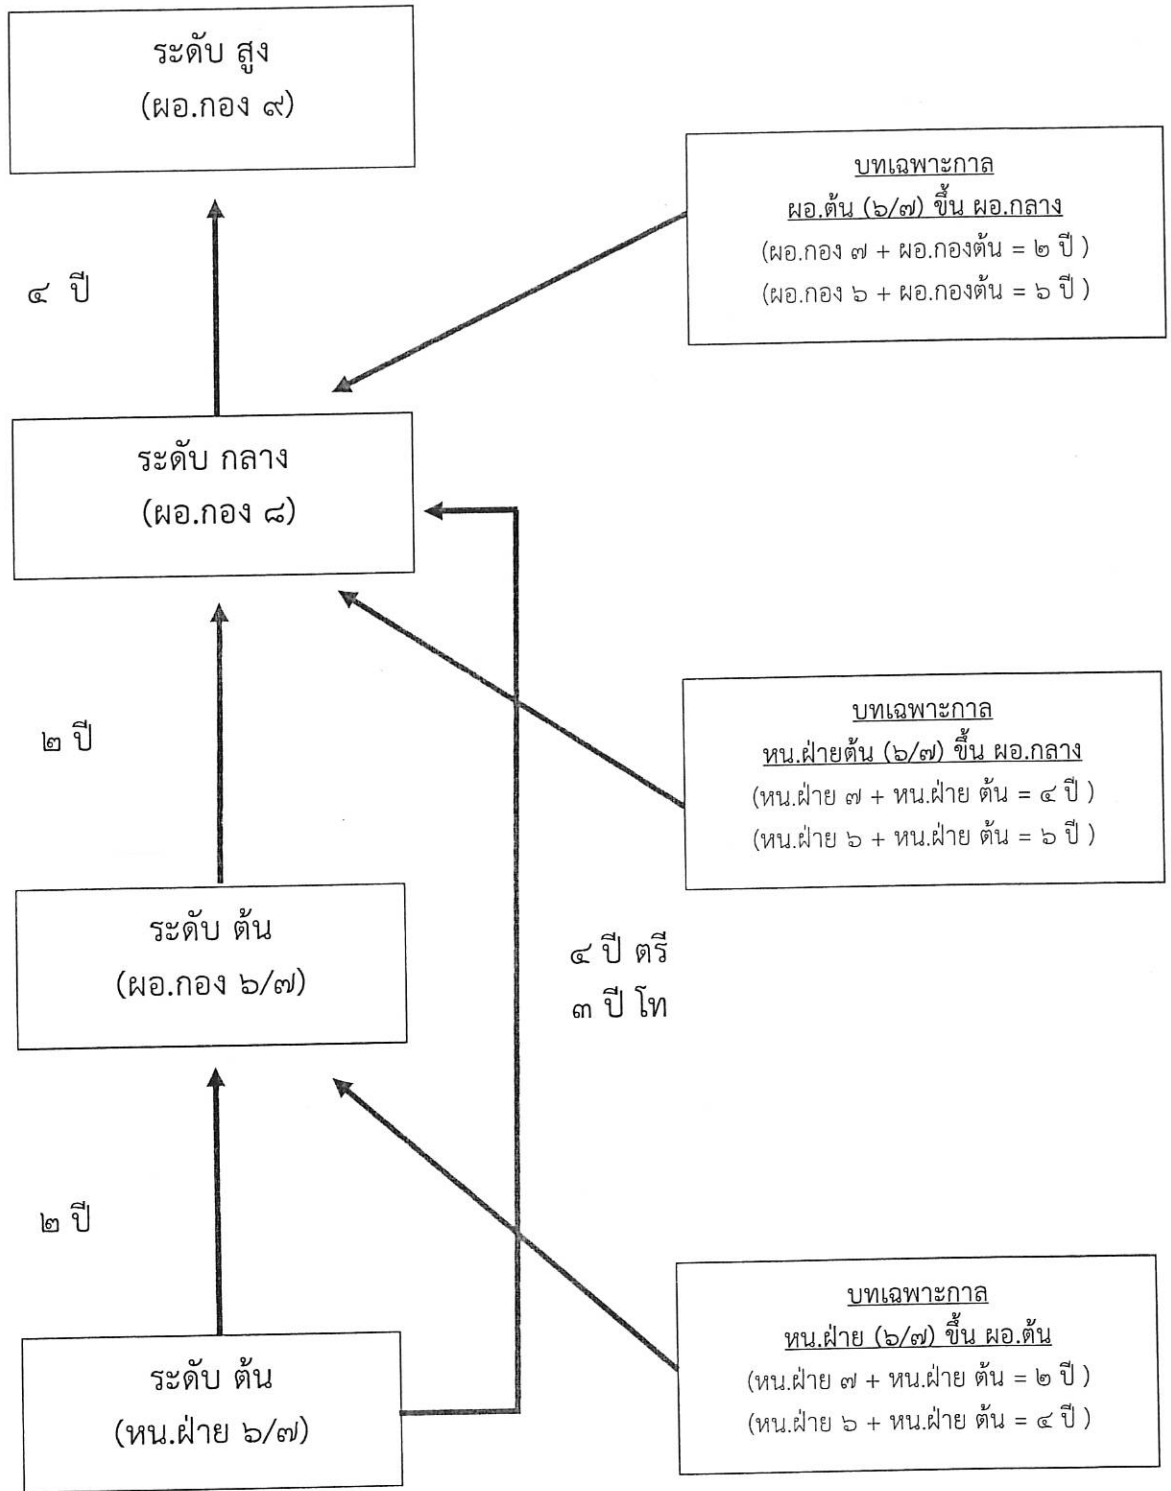 ระดับ สูง
(ผอ.กอง ๙)
บทเฉพาะกาล
ผอ.ต้น (๖/๗) ขึ้น ผอ.กลาง
(ผอ.กอง ๗ + ผอ.กองต้น = ๒ ปี )
(ผอ.กอง ๖ + ผอ.กองต้น = ๖ ปี )
๔ ปี
ระดับ กลาง
(ผอ.กอง ๘)
๒ ปี
บทเฉพาะกาล
หน.ฝ่ายต้น (๖/๗) ขึ้น ผอ.กลาง
(หน.ฝ่าย ๗ + หน.ฝ่าย ต้น = ๔ ปี )
(หน.ฝ่าย ๖ + หน.ฝ่าย ต้น = ๖ ปี )
ระดับ ต้น
(ผอ.กอง ๖/๗)
๔ ปี ตรี
๓ ปี โท
๒ ปี
บทเฉพาะกาล
หน.ฝ่าย (๖/๗) ขึ้น ผอ.ต้น
(หน.ฝ่าย ๗ + หน.ฝ่าย ต้น = ๒ ปี )
(หน.ฝ่าย ๖ + หน.ฝ่าย ต้น = ๔ ปี )
ระดับ ต้น
(หน.ฝ่าย ๖/๗)